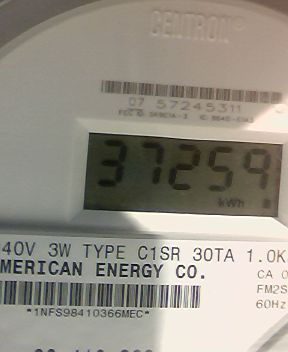 CENTRON®
07 57245311
37259
kWh
40V 3W TYPE C1SR 30TA 1.0K
MERICAN ENERGY CO.
CA 0
FM2S
60Hz
*1NFS98410366MEC*